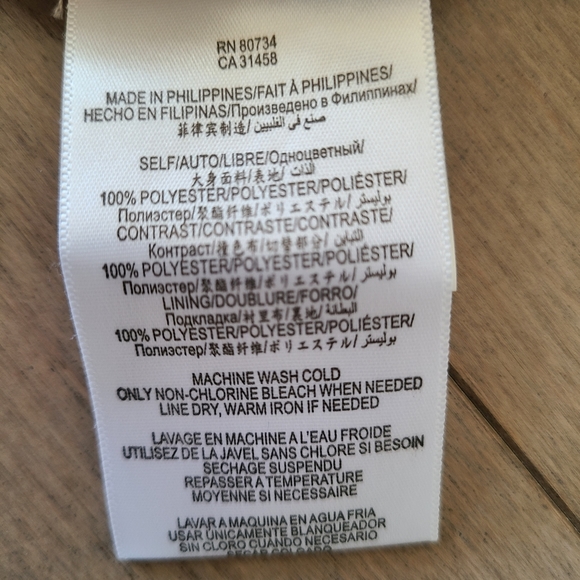 RN 80734
CA 31458
MADE IN PHILIPPINES/FAIT À PHILIPPINES/
HECHO EN FILIPINAS/Произведено в Филиппинах/
菲律宾制造/ صنع في الفلبين
SELF/AUTO/LIBRE/Одноцветный/
大身面料/表地/ الذات
100% POLYESTER/POLYESTER/POLIÉSTER/
Полиэстер/聚酯纤维/ポリエステル/ بوليستر
CONTRAST/CONTRASTE/CONTRASTE/
Контраст/撞色布/切替部分/ التباين
100% POLYESTER/POLYESTER/POLIÉSTER/
Полиэстер/聚酯纤维/ポリエステル/ بوليستر
LINING/DOUBLURE/FORRO/
Подкладка/衬里布/裏地/ البطانة
100% POLYESTER/POLYESTER/POLIÉSTER/
Полиэстер/聚酯纤维/ポリエステル/ بوليستر
MACHINE WASH COLD
ONLY NON-CHLORINE BLEACH WHEN NEEDED
LINE DRY, WARM IRON IF NEEDED
LAVAGE EN MACHINE A L'EAU FROIDE
UTILISEZ DE LA JAVEL SANS CHLORE SI BESOIN
SECHAGE SUSPENDU
REPASSER A TEMPERATURE
MOYENNE SI NECESSAIRE
LAVAR A MAQUINA EN AGUA FRIA
USAR ÚNICAMENTE BLANQUEADOR
SIN CLORO CUANDO NECESARIO